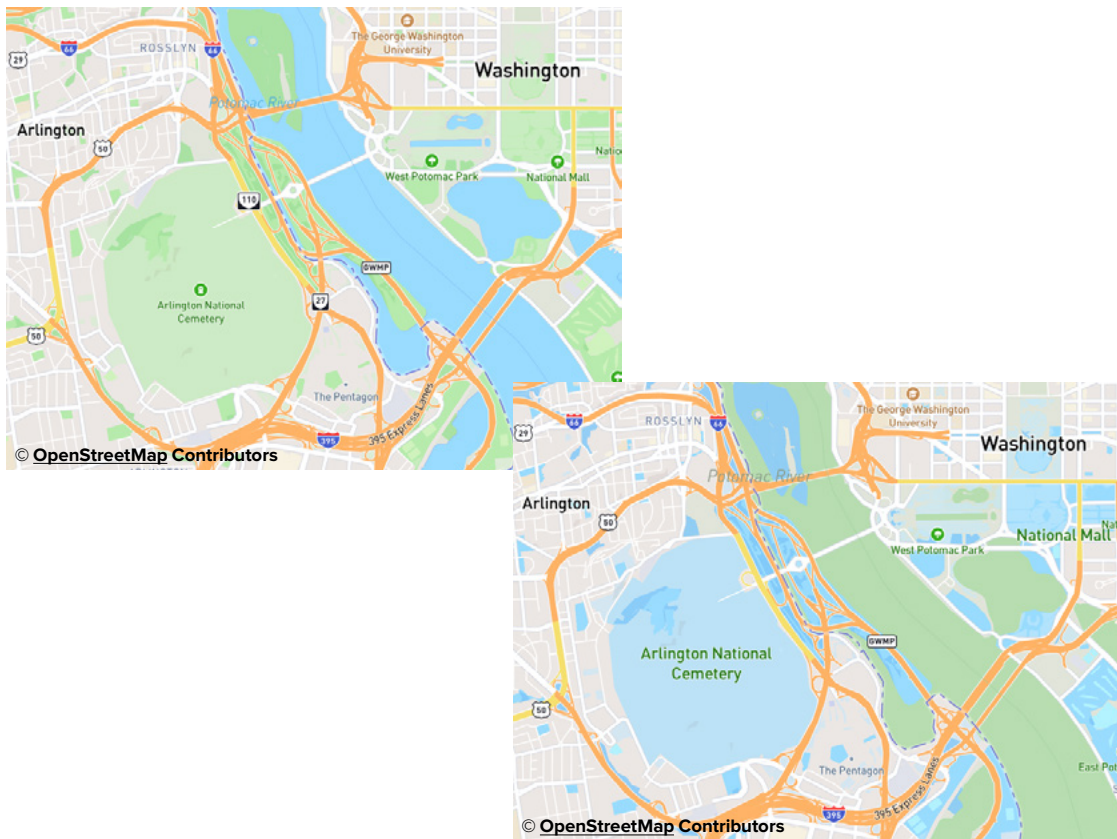 66
ROSSLYN
66
29
The George Washington
University
Washington
Potomac River
Arlington
50
West Potomac Park
National Mall
110
GWMP
Arlington National
Cemetery
27
50
The Pentagon
395
395 Express Lanes
© OpenStreetMap Contributors
66
ROSSLYN
66
29
The George Washington
University
Washington
Potomac River
Arlington
50
West Potomac Park
National Mall
GWMP
Arlington National
Cemetery
50
The Pentagon
395
395 Express Lanes
East Pot
© OpenStreetMap Contributors